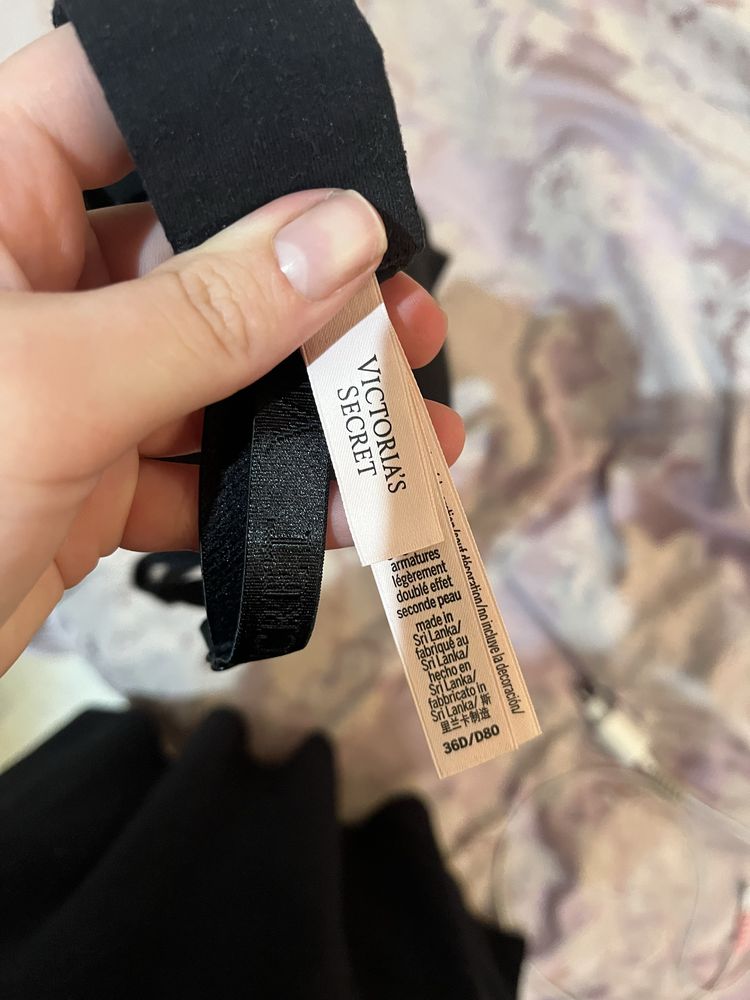 VICTORIA'S
SECRET
armatures
légèrement
doublé effet
seconde peau
made in
Sri Lanka/
fabriqué au
Sri Lanka/
hecho en
Sri Lanka/
fabbricato in
Sri Lanka/ 斯
里兰卡制造
36D/D80
décoration/no incluye la decoración/